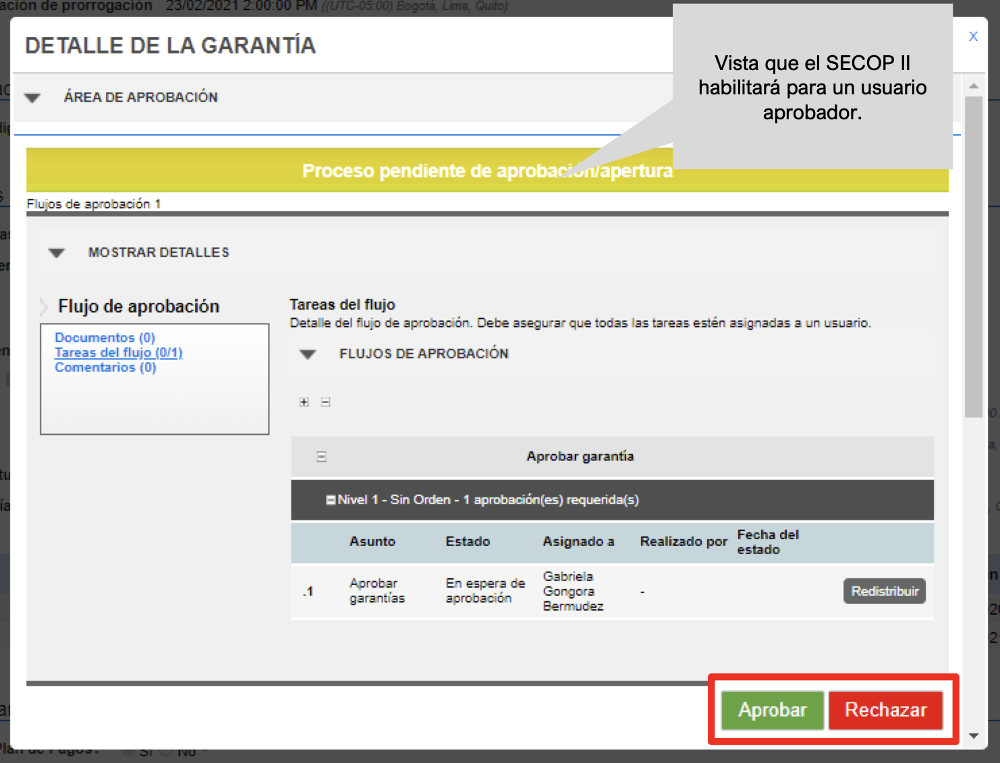 ación de prorrogación 23/02/2021 2:00:00 PM ((UTC-05:00) Bogotá, Lima, Quito)
DETALLE DE LA GARANTÍA
X
Vista que el SECOP II
habilitará para un usuario
aprobador.
ÁREA DE APROBACIÓN
Proceso pendiente de aprobación/apertura
Flujos de aprobación 1
MOSTRAR DETALLES
Flujo de aprobación
Documentos (0)
Tareas del flujo (0/1)
Comentarios (0)
Tareas del flujo
Detalle del flujo de aprobación. Debe asegurar que todas las tareas estén asignadas a un usuario.
FLUJOS DE APROBACIÓN
Aprobar garantía
Nivel 1 - Sin Orden - 1 aprobación(es) requerida(s)
Asunto Estado Asignado a Realizado por Fecha del estado
.1 Aprobar garantías En espera de aprobación Gabriela Gongora Bermudez - Redistribuir
Aprobar Rechazar
Plan de Pagos? Sí No